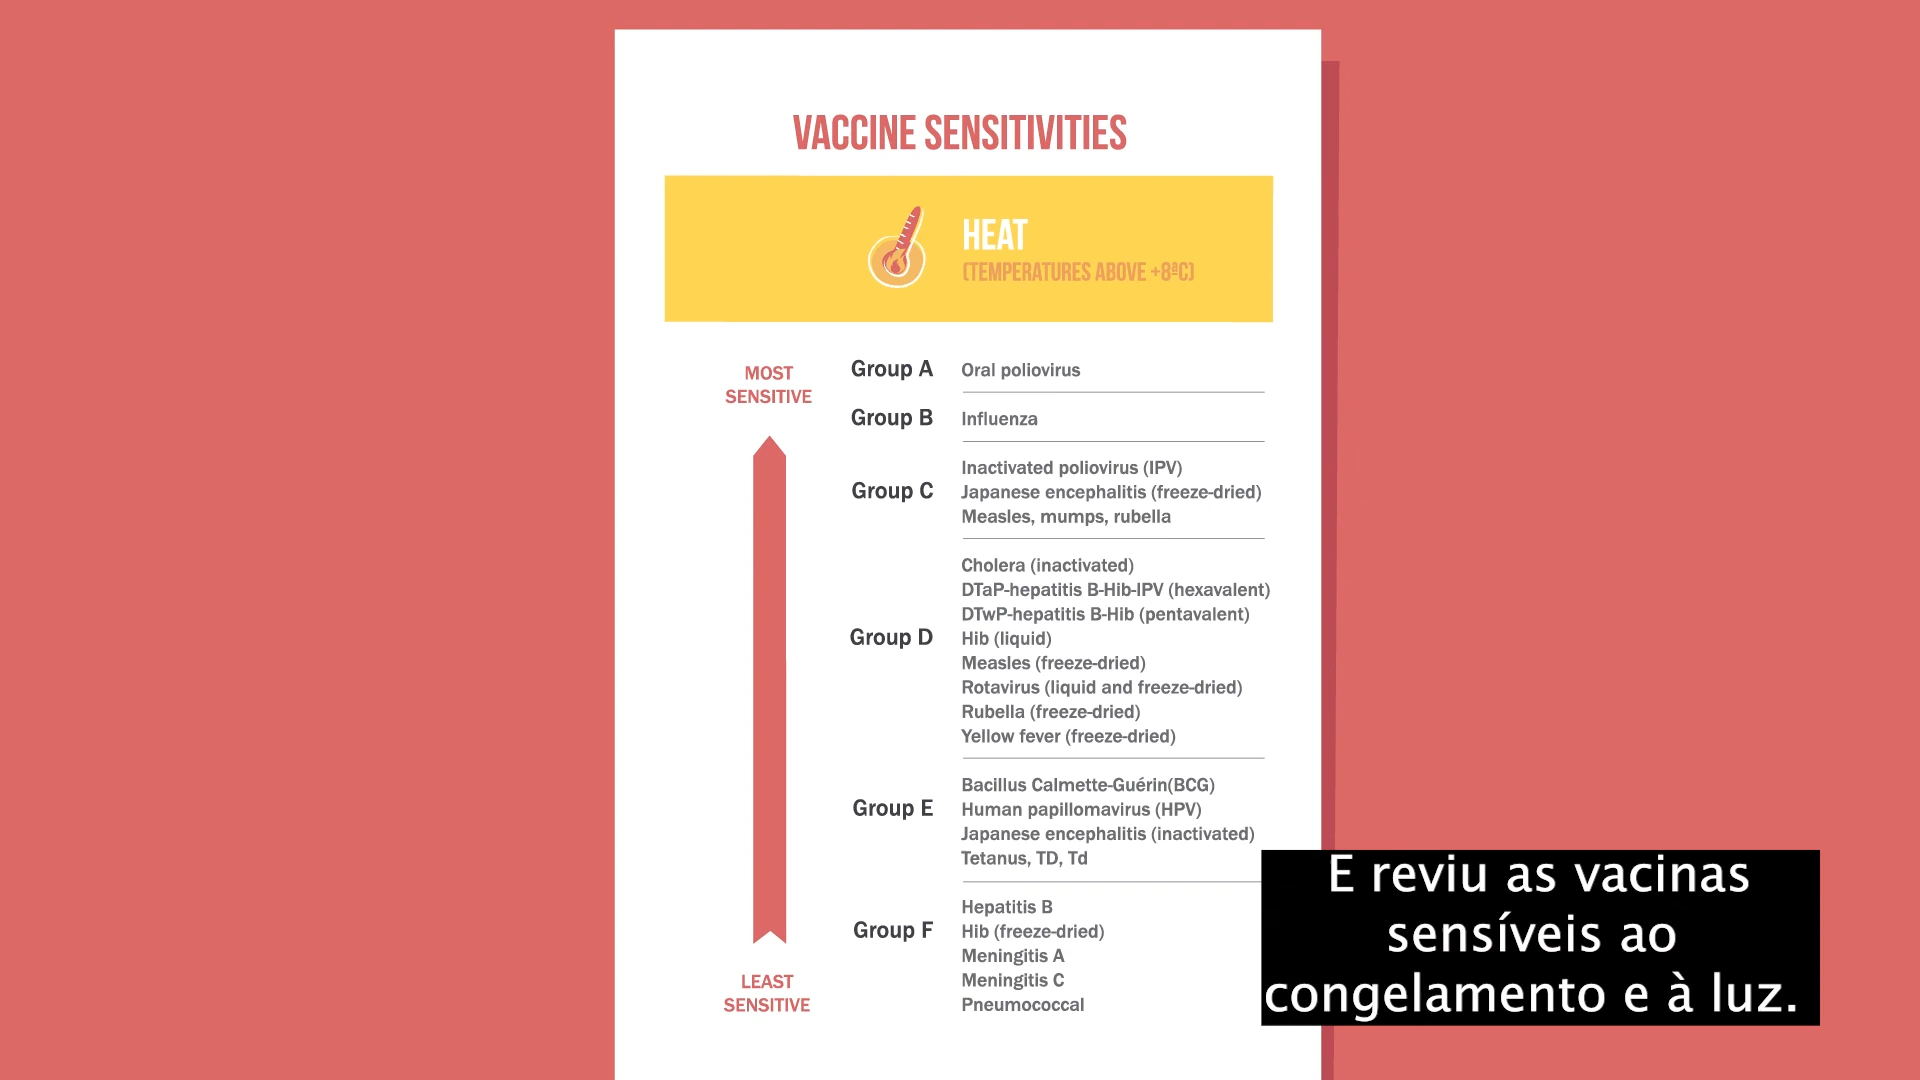 VACCINE SENSITIVITIES
HEAT
(TEMPERATURES ABOVE +8ºC)
MOST
SENSITIVE
Group A
Oral poliovirus
Group B
Influenza
Group C
Inactivated poliovirus (IPV)
Japanese encephalitis (freeze-dried)
Measles, mumps, rubella
Group D
Cholera (inactivated)
DTaP-hepatitis B-Hib-IPV (hexavalent)
DTwP-hepatitis B-Hib (pentavalent)
Hib (liquid)
Measles (freeze-dried)
Rotavirus (liquid and freeze-dried)
Rubella (freeze-dried)
Yellow fever (freeze-dried)
Group E
Bacillus Calmette-Guérin(BCG)
Human papillomavirus (HPV)
Japanese encephalitis (inactivated)
Tetanus, TD, Td
Group F
Hepatitis B
Hib (freeze-dried)
Meningitis A
Meningitis C
Pneumococcal
LEAST
SENSITIVE
E reviu as vacinas
sensíveis ao
congelamento e à luz.